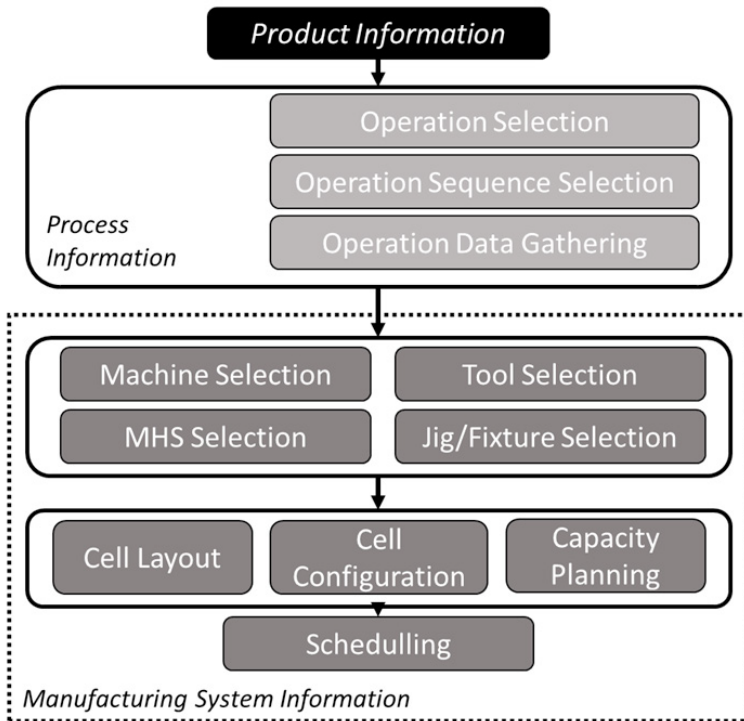 Product Information
Operation Selection
Operation Sequence Selection
Operation Data Gathering
Process
Information
Machine Selection
Tool Selection
MHS Selection
Jig/Fixture Selection
Cell Layout
Cell
Configuration
Capacity
Planning
Schedulling
Manufacturing System Information